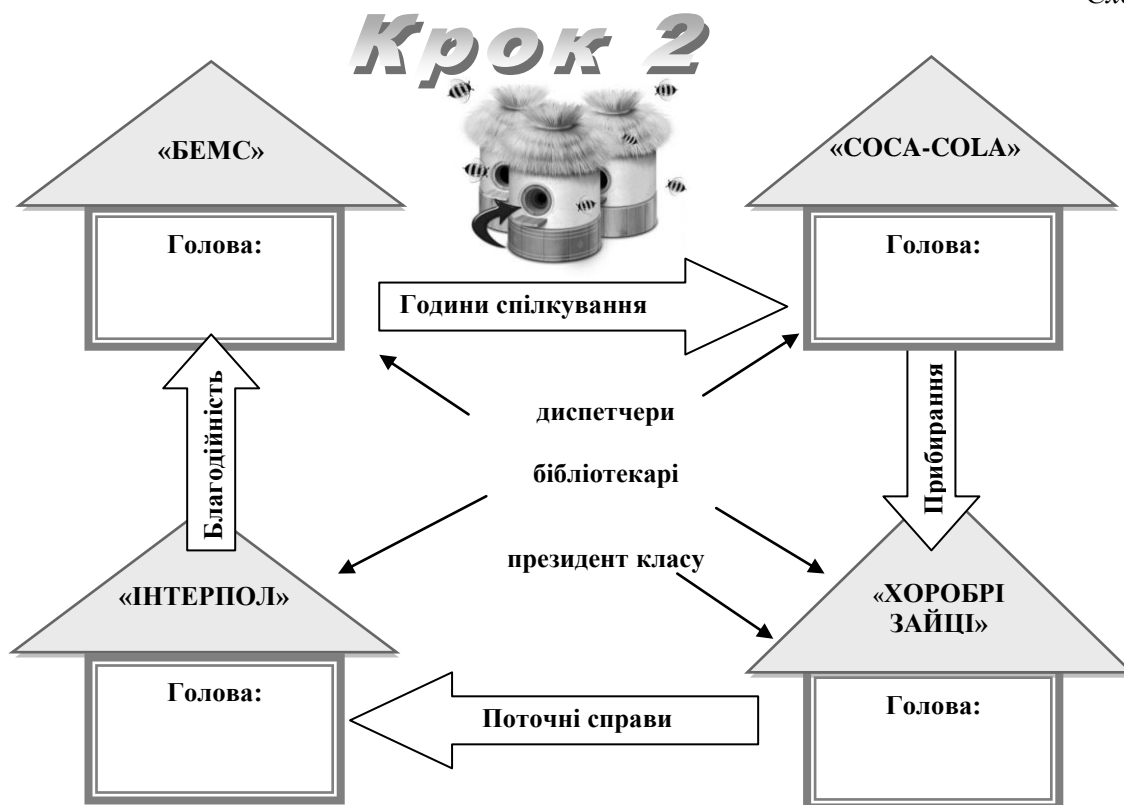 Крок 2
«БЕМС»
«COCA-COLA»
Голова:
Голова:
Години спілкування
Благодійність
Прибирання
диспетчери
бібліотекарі
президент класу
«ІНТЕРПОЛ»
«ХОРОБРІ
ЗАЙЦІ»
Голова:
Голова:
Поточні справи